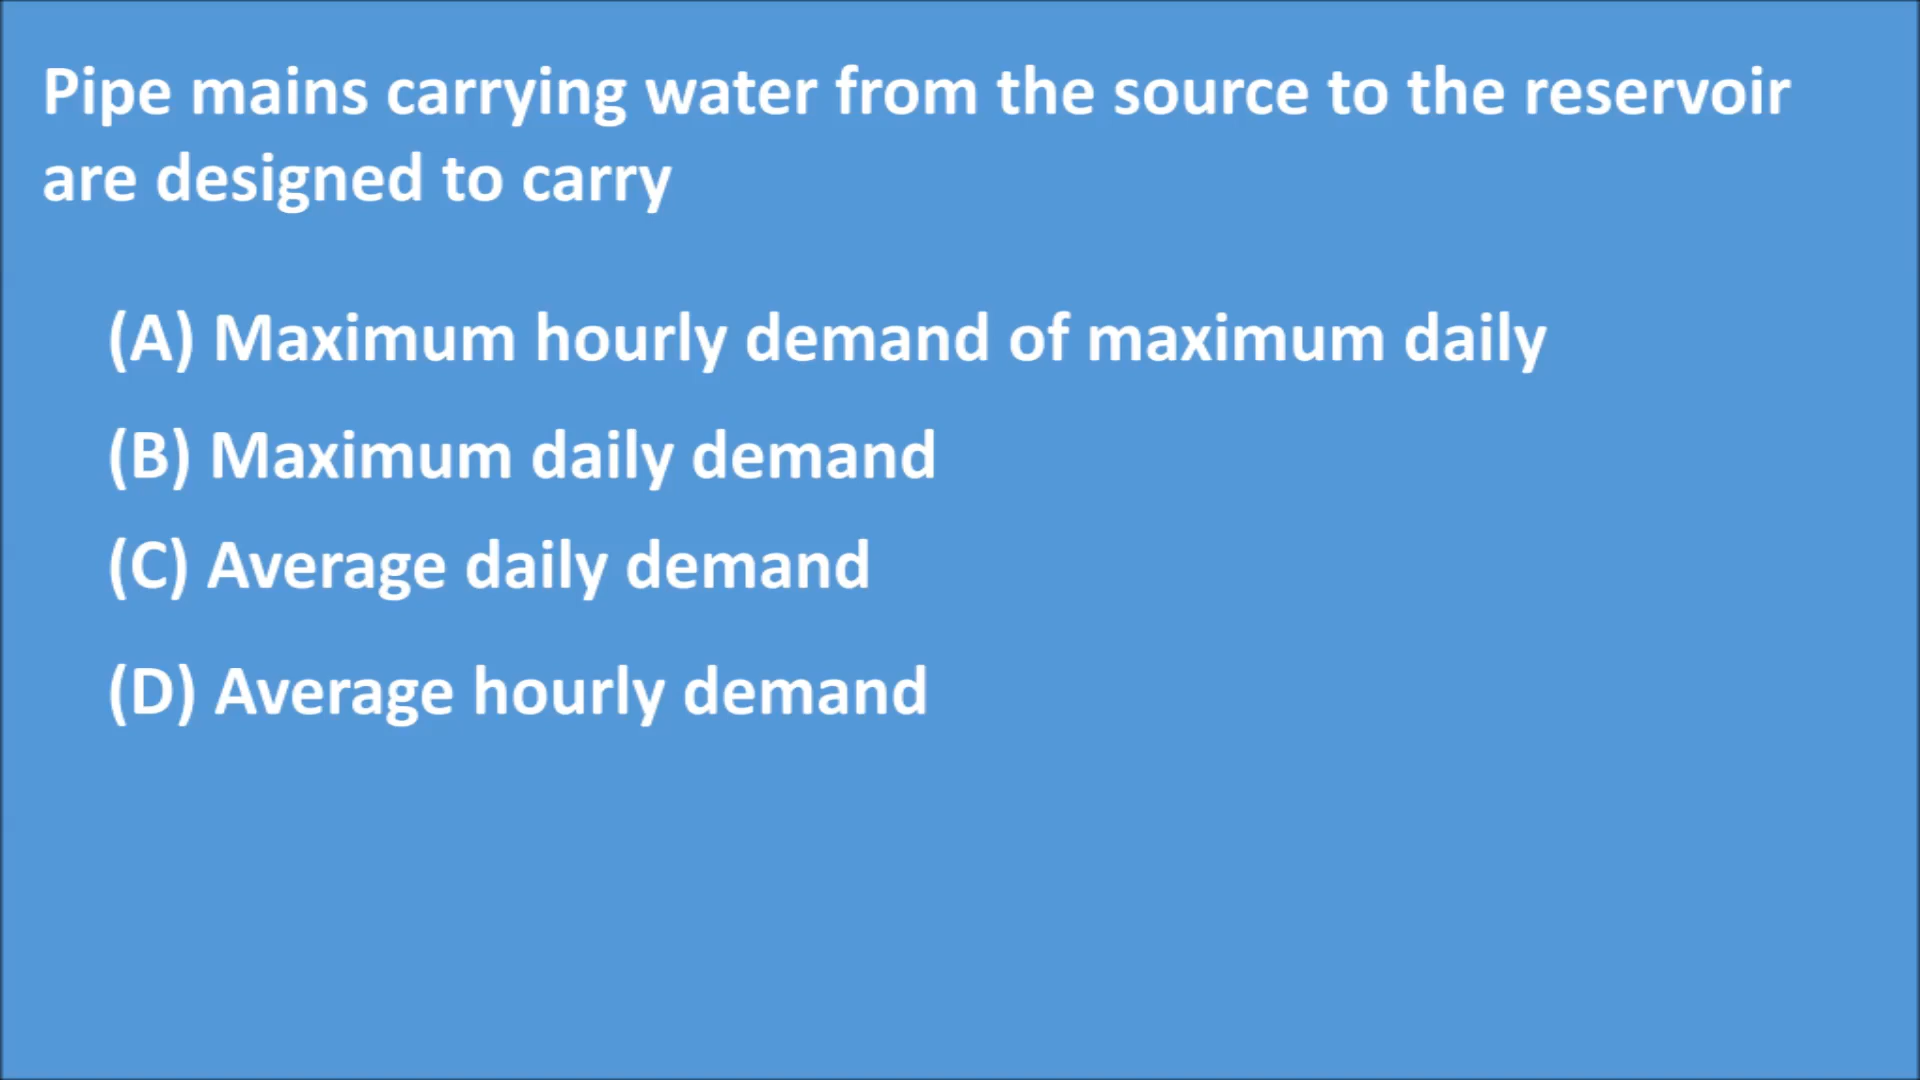 Pipe mains carrying water from the source to the reservoir
are designed to carry
(A) Maximum hourly demand of maximum daily
(B) Maximum daily demand
(C) Average daily demand
(D) Average hourly demand